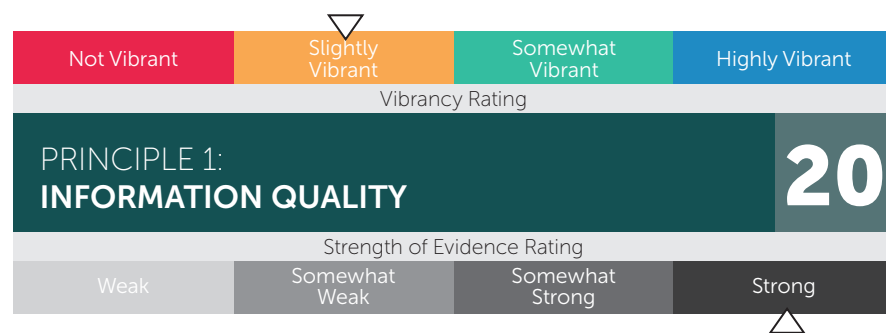 Not Vibrant
Slightly
Vibrant
Somewhat
Vibrant
Highly Vibrant
Vibrancy Rating
PRINCIPLE 1:
INFORMATION QUALITY
20
Strength of Evidence Rating
Weak
Somewhat
Weak
Somewhat
Strong
Strong